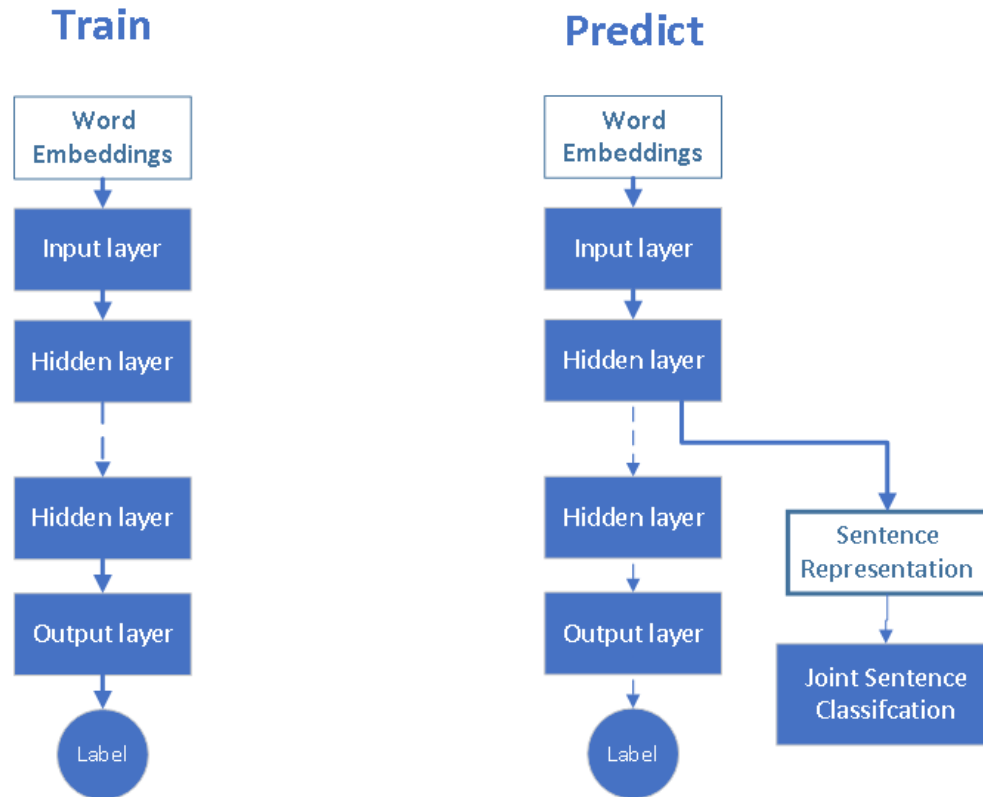 Train
Word
Embeddings
Input layer
Hidden layer
Hidden layer
Output layer
Label
Predict
Word
Embeddings
Input layer
Hidden layer
Hidden layer
Output layer
Label
Sentence
Representation
Joint Sentence
Classifcation